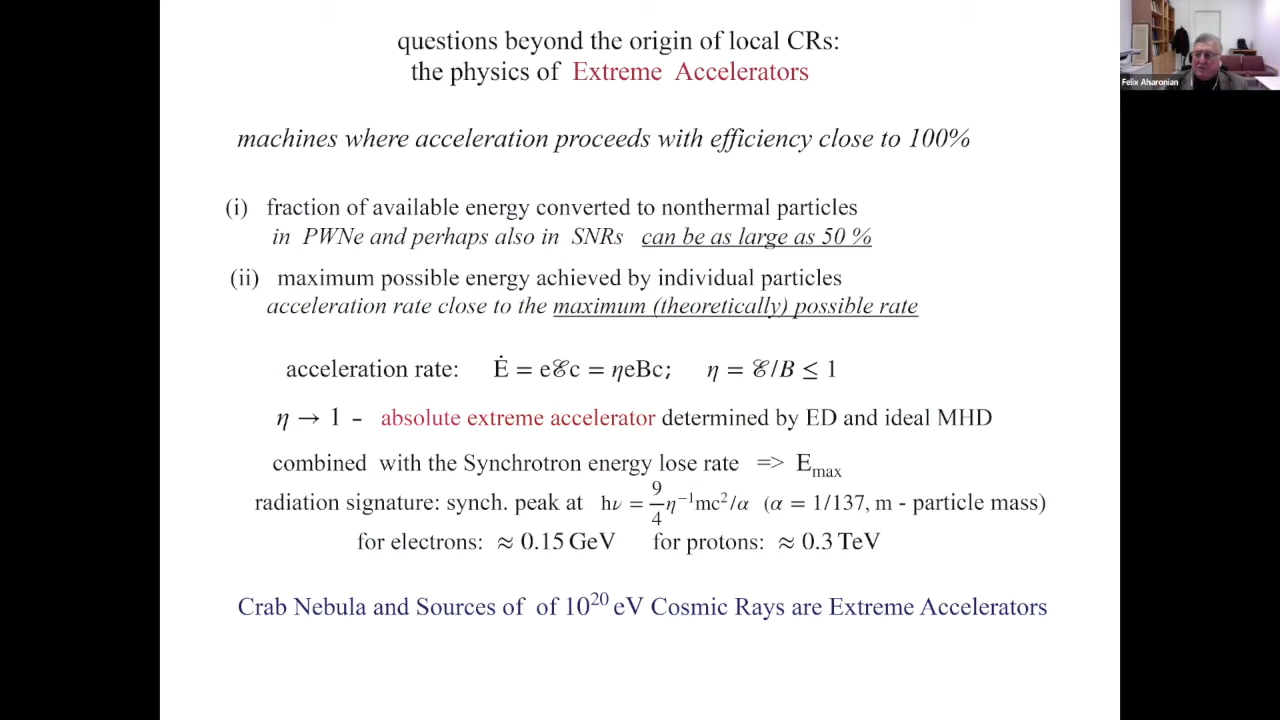 questions beyond the origin of local CRs:
the physics of Extreme Accelerators
machines where acceleration proceeds with efficiency close to 100%
(i) fraction of available energy converted to nonthermal particles
in PWNe and perhaps also in SNRs can be as large as 50 %
(ii) maximum possible energy achieved by individual particles
acceleration rate close to the maximum (theoretically) possible rate
acceleration rate: Ė = eℰc = ηeBc; η = ℰ/B ≤ 1
η → 1 - absolute extreme accelerator determined by ED and ideal MHD
combined with the Synchrotron energy lose rate => Eₘₐₓ
radiation signature: synch. peak at hν = 9/4 η⁻¹mc²/α (α = 1/137, m - particle mass)
for electrons: ≈ 0.15 GeV for protons: ≈ 0.3 TeV
Crab Nebula and Sources of of 10²⁰ eV Cosmic Rays are Extreme Accelerators
Felix Aharonian